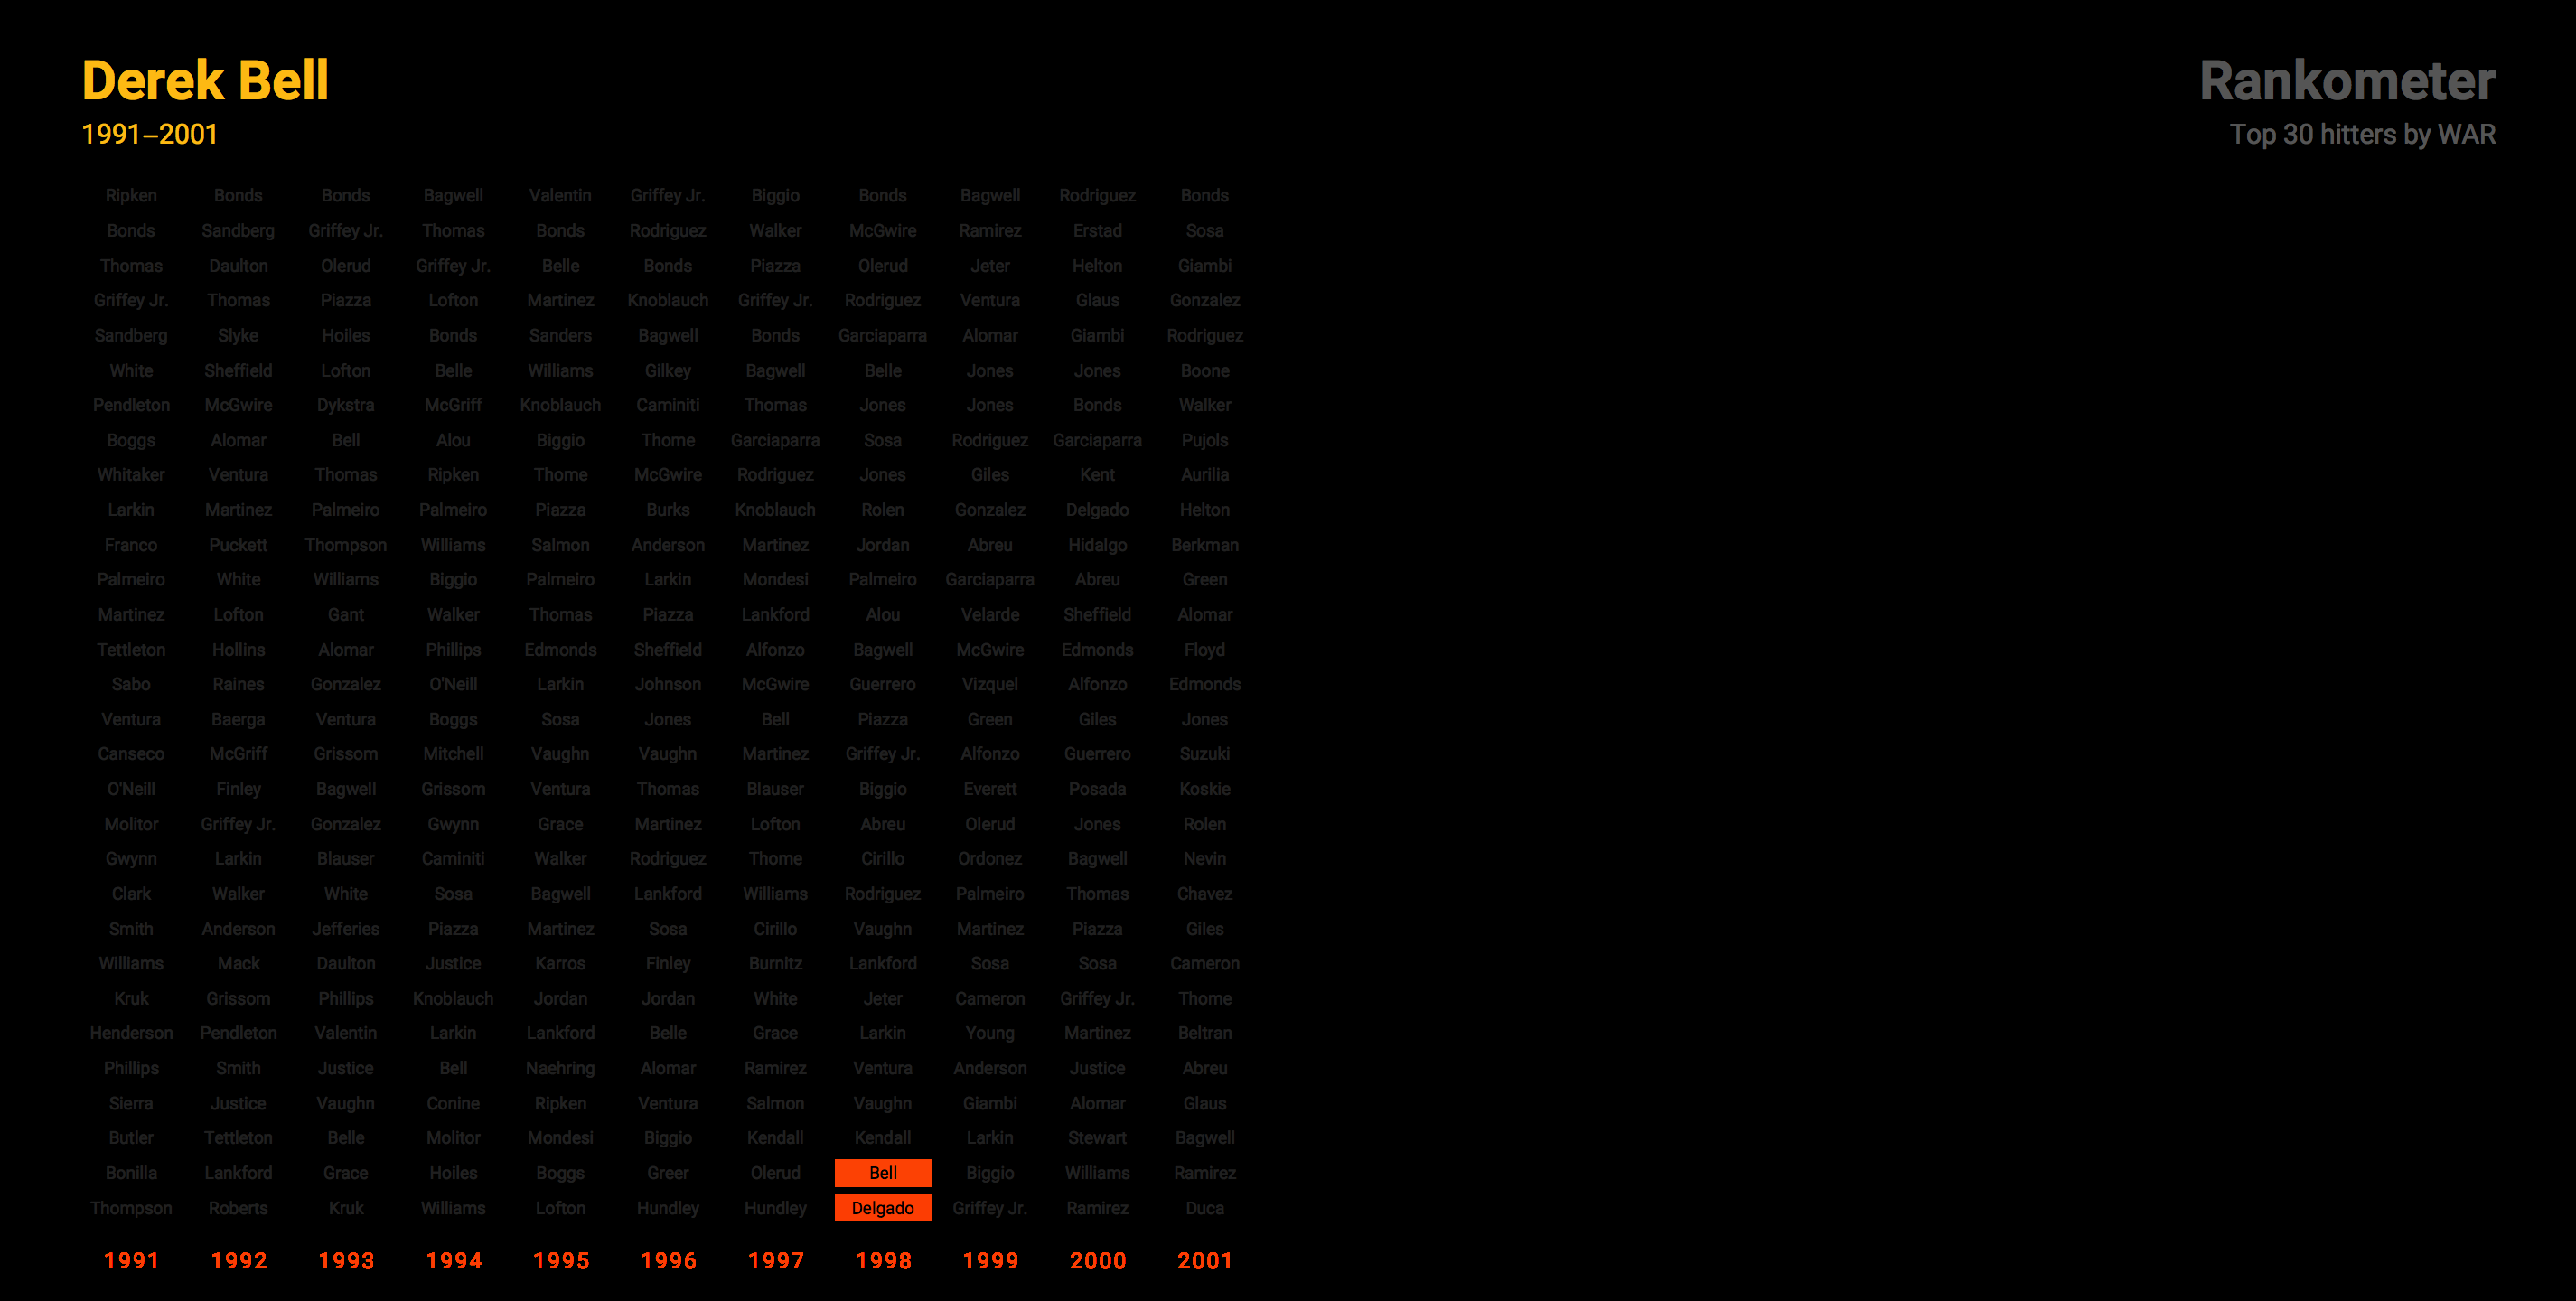 Derek Bell
1991–2001
Rankometer
Top 30 hitters by WAR
Ripken Bonds Bonds Bagwell Valentin Griffey Jr. Biggio Bonds Bagwell Rodriguez Bonds
Bonds Sandberg Griffey Jr. Thomas Bonds Rodriguez Walker McGwire Ramirez Erstad Sosa
Thomas Daulton Olerud Griffey Jr. Belle Bonds Piazza Olerud Jeter Helton Giambi
Griffey Jr. Thomas Piazza Lofton Martinez Knoblauch Griffey Jr. Rodriguez Ventura Glaus Gonzalez
Sandberg Slyke Hoiles Bonds Sanders Bagwell Bonds Garciaparra Alomar Giambi Rodriguez
White Sheffield Lofton Belle Williams Gilkey Bagwell Belle Jones Jones Boone
Pendleton McGwire Dykstra McGriff Knoblauch Caminiti Thomas Jones Jones Bonds Walker
Boggs Alomar Bell Alou Biggio Thome Garciaparra Sosa Rodriguez Garciaparra Pujols
Whitaker Ventura Thomas Ripken Thome McGwire Rodriguez Jones Giles Kent Aurilia
Larkin Martinez Palmeiro Palmeiro Piazza Burks Knoblauch Rolen Gonzalez Delgado Helton
Franco Puckett Thompson Williams Salmon Anderson Martinez Jordan Abreu Hidalgo Berkman
Palmeiro White Williams Biggio Palmeiro Larkin Mondesi Palmeiro Garciaparra Abreu Green
Martinez Lofton Gant Walker Thomas Piazza Lankford Alou Velarde Sheffield Alomar
Tettleton Hollins Alomar Phillips Edmonds Sheffield Alfonzo Bagwell McGwire Edmonds Floyd
Sabo Raines Gonzalez O'Neill Larkin Johnson McGwire Guerrero Vizquel Alfonzo Edmonds
Ventura Baerga Ventura Boggs Sosa Jones Bell Piazza Green Giles Jones
Canseco McGriff Grissom Mitchell Vaughn Vaughn Martinez Griffey Jr. Alfonzo Guerrero Suzuki
O'Neill Finley Bagwell Grissom Ventura Thomas Blauser Biggio Everett Posada Koskie
Molitor Griffey Jr. Gonzalez Gwynn Grace Martinez Lofton Abreu Olerud Jones Rolen
Gwynn Larkin Blauser Caminiti Walker Rodriguez Thome Cirillo Ordonez Bagwell Nevin
Clark Walker White Sosa Bagwell Lankford Williams Rodriguez Palmeiro Thomas Chavez
Smith Anderson Jefferies Piazza Martinez Sosa Cirillo Vaughn Martinez Piazza Giles
Williams Mack Daulton Justice Karros Finley Burnitz Lankford Sosa Sosa Cameron
Kruk Grissom Phillips Knoblauch Jordan Jordan White Jeter Cameron Griffey Jr. Thome
Henderson Pendleton Valentin Larkin Lankford Belle Grace Larkin Young Martinez Beltran
Phillips Smith Justice Bell Naehring Alomar Ramirez Ventura Anderson Justice Abreu
Sierra Justice Vaughn Conine Ripken Ventura Salmon Vaughn Giambi Alomar Glaus
Butler Tettleton Belle Molitor Mondesi Biggio Kendall Kendall Larkin Stewart Bagwell
Bonilla Lankford Grace Hoiles Boggs Greer Olerud Bell Biggio Williams Ramirez
Thompson Roberts Kruk Williams Lofton Hundley Hundley Delgado Griffey Jr. Ramirez Duca
1991 1992 1993 1994 1995 1996 1997 1998 1999 2000 2001